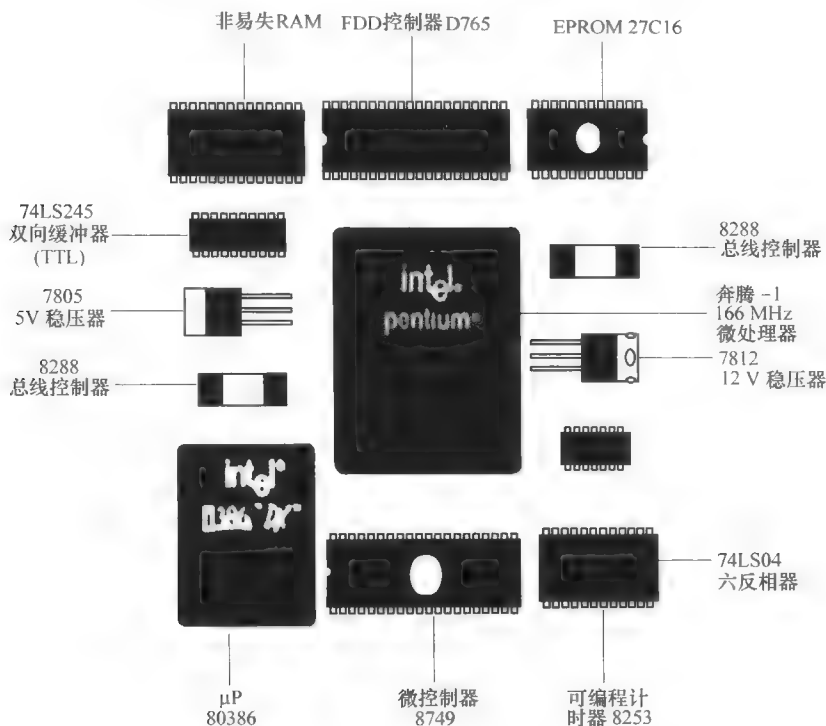 非易失RAM
FDD控制器D765
EPROM 27C16
74LS245
双向缓冲器
(TTL)
8288
总线控制器
7805
5V 稳压器
intel
pentium
奔腾 -1
166 MHz
微处理器
7812
12 V 稳压器
8288
总线控制器
intel
74LS04
六反相器
μP
80386
微控制器
8749
可编程计
时器 8253